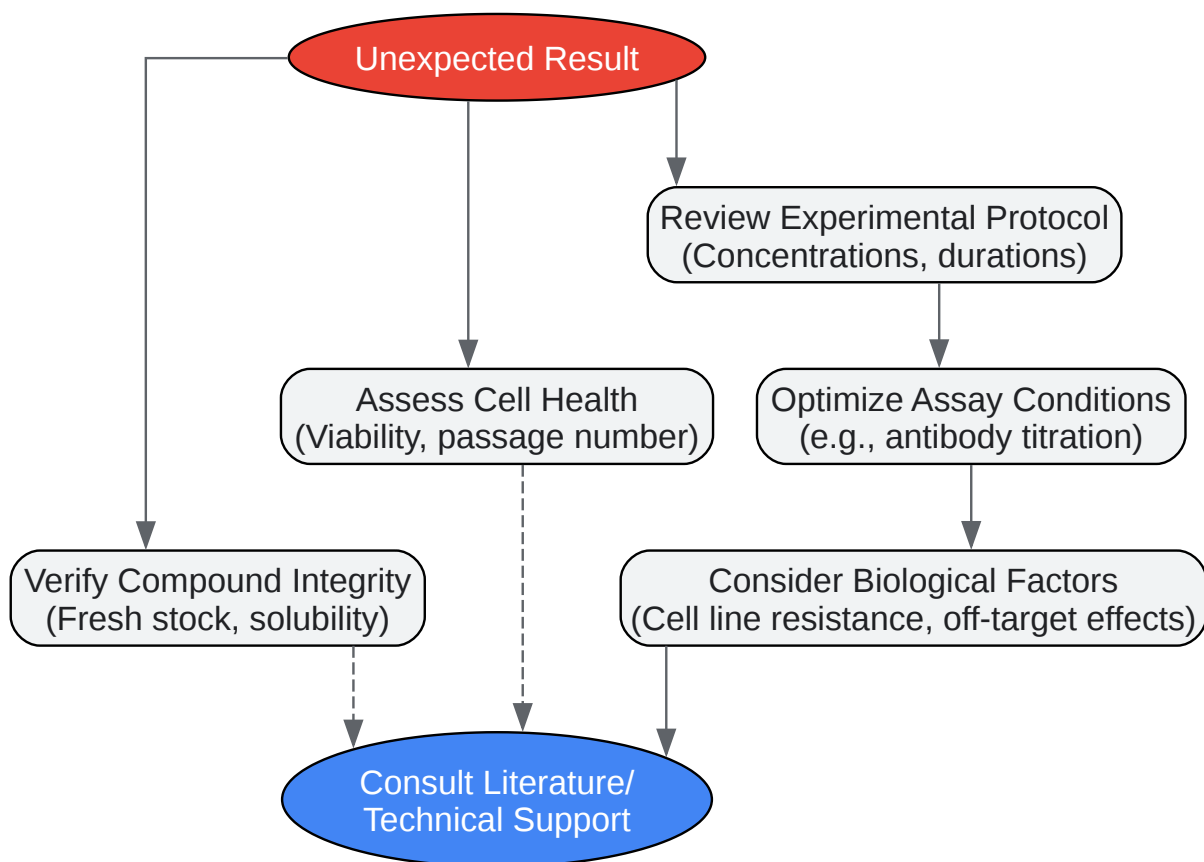 Unexpected Result
Review Experimental Protocol
(Concentrations, durations)
Assess Cell Health
(Viability, passage number)
Optimize Assay Conditions
(e.g., antibody titration)
Verify Compound Integrity
(Fresh stock, solubility)
Consider Biological Factors
(Cell line resistance, off-target effects)
Consult Literature/
Technical Support